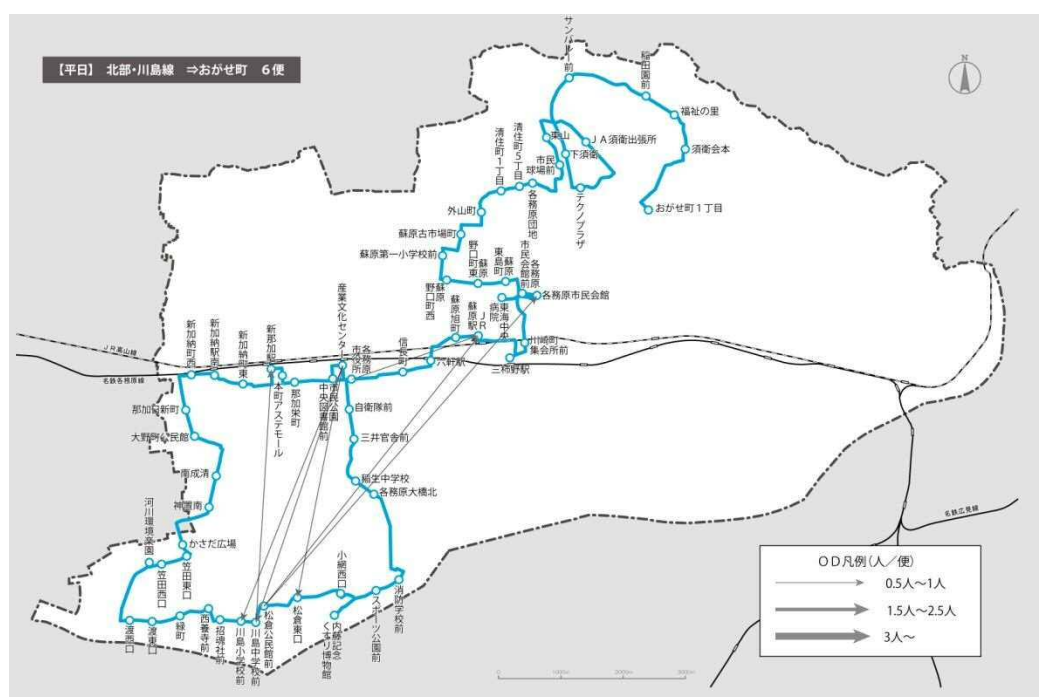 【平日】 北部・川島線 ⇒おがせ町 6便
サンバレー前
稲田園前
福祉の里
須衛会本
おがせ町1丁目
東山
JA須衛出張所
下須衛
市民球場前
テクノプラザ
清住町5丁目
清住町1丁目
各務原団地
外山町
蘇原古市場町
蘇原第一小学校前
蘇原野口町西
蘇原野口町東
蘇原東島町
各務原市民会館前
各務原市民会館
東海中央病院
JR蘇原駅
蘇原旭町
川崎町集会所前
三柿野駅
六軒駅
信長町
各務原市役所
産業文化センター
市民公園中央図書館前
那加栄町
本町アステモール
新那加駅
新加納町東
新加納駅南
新加納町西
JR高山線
名鉄各務原線
那加日新町
大野町公民館
南成清
神置南
かさだ広場
笠田東口
笠田西口
河川環境楽園
渡西口
渡東口
緑町
西養寺前
招魂社前
川島小学校前
川島中学校前
松倉公民館前
松倉東口
小網西口
内藤記念くすり博物館
スポーツ公園前
消防学校前
各務原大橋北
稲生中学校
三井官舎前
自衛隊前
名鉄広見線
OD凡例(人/便)
0.5人~1人
1.5人~2.5人
3人~
0
1000m
2000m
3000m